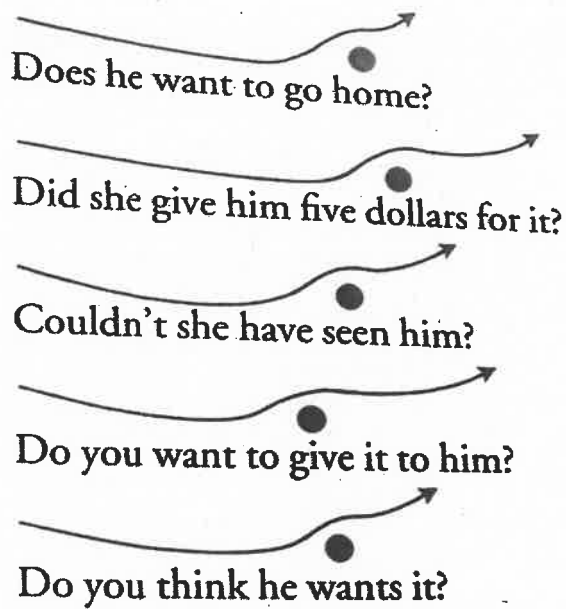 Does he want to go home?
Did she give him five dollars for it?
Couldn't she have seen him?
Do you want to give it to him?
Do you think he wants it?